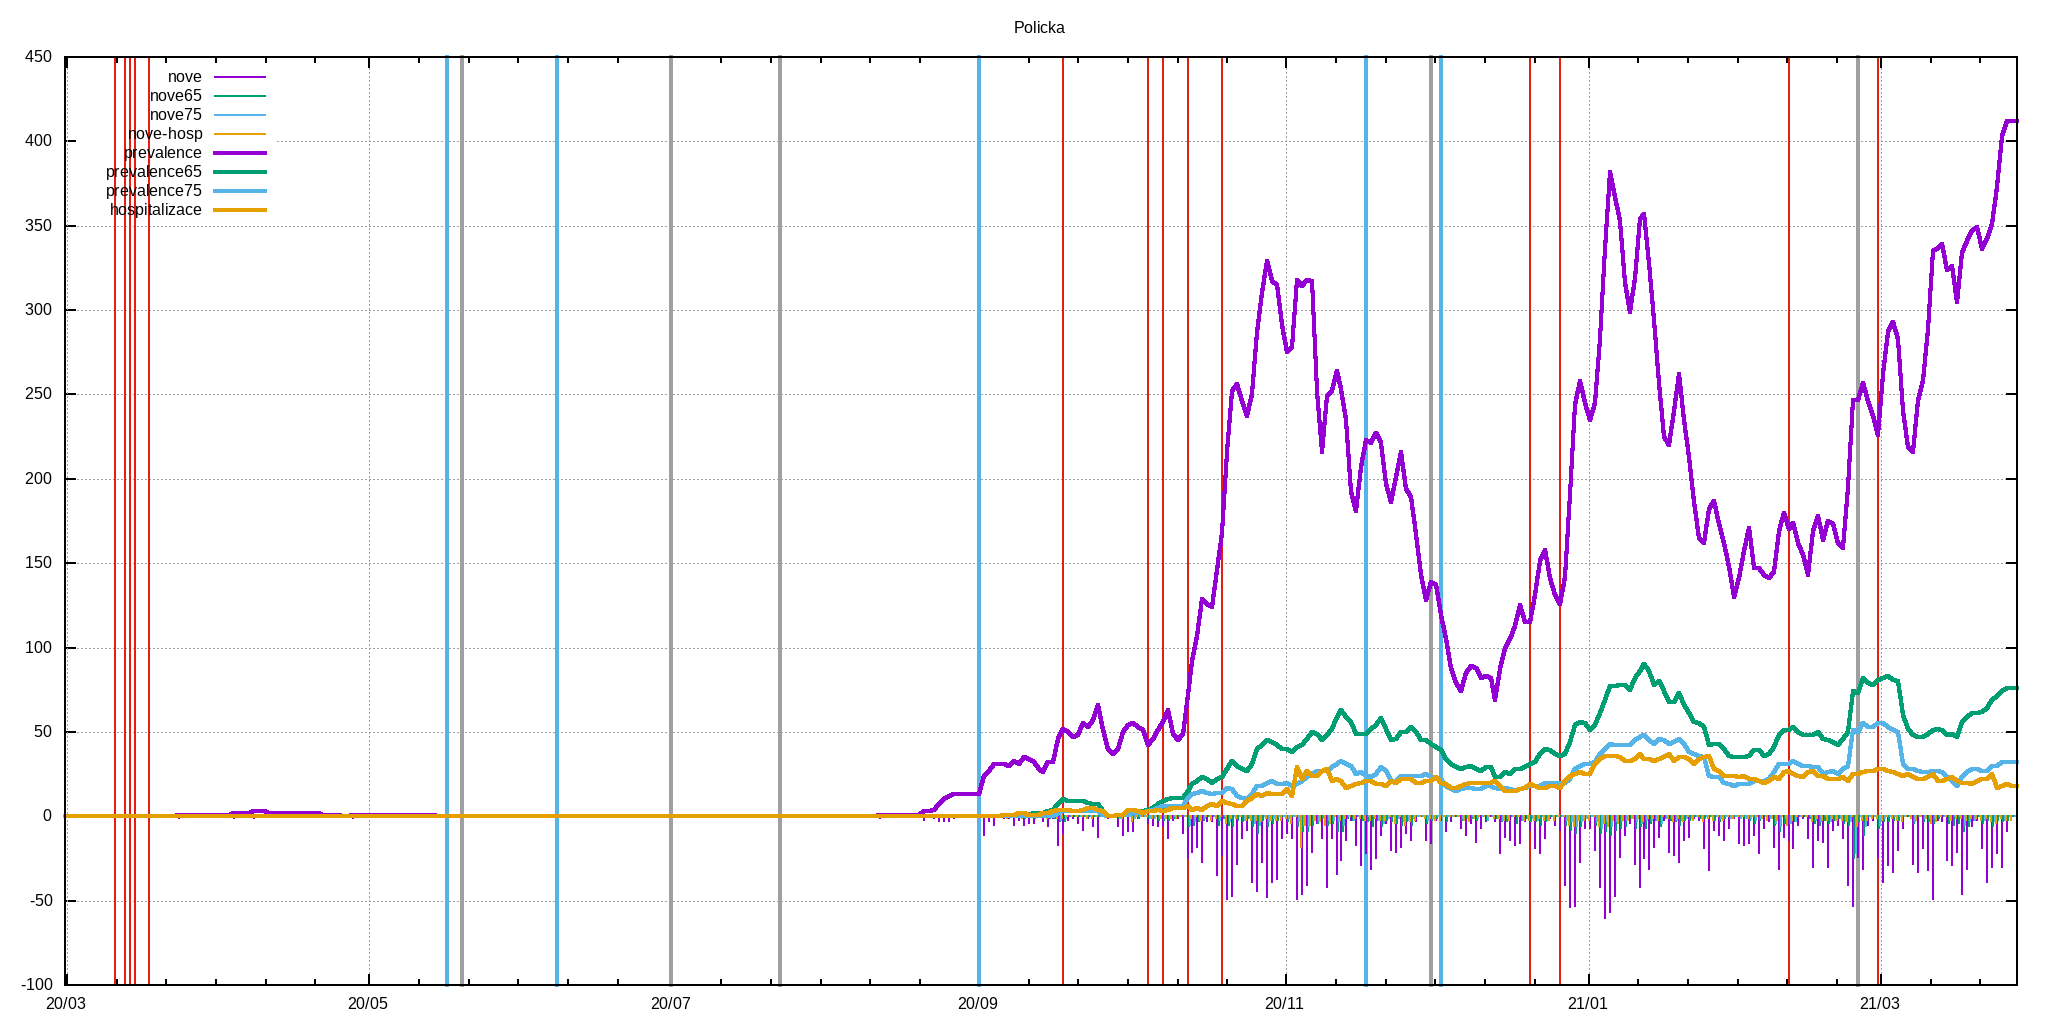 Policka
450
400
350
300
250
200
150
100
50
0
-50
-100
nove
nove65
nove75
nove-hosp
prevalence
prevalence65
prevalence75
hospitalizace
20/03 20/05 20/07 20/09 20/11 21/01 21/03